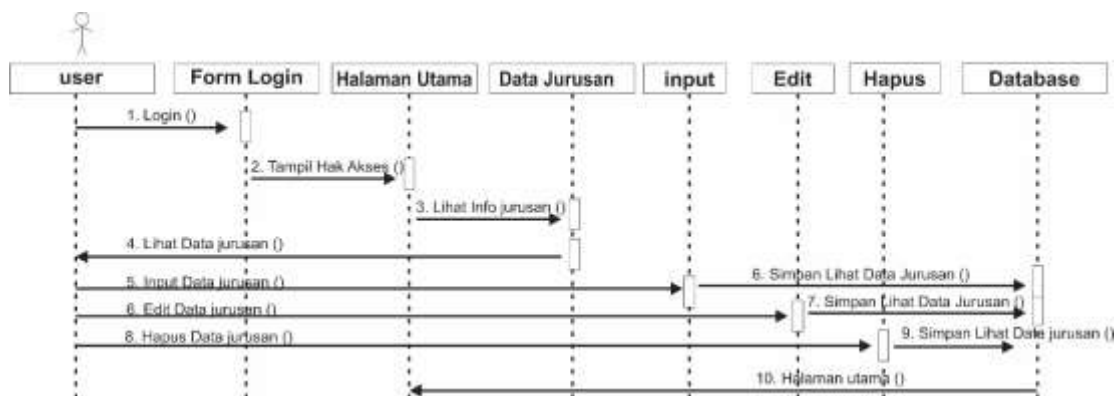 user
Form Login
Halaman Utama
Data Jurusan
input
Edit
Hapus
Database
1. Login ()
2. Tampil Hak Akses ()
3. Lihat Info jurusan ()
4. Lihat Data jurusan ()
5. Input Data jurusan ()
6. Simpan Lihat Data Jurusan ()
6. Edit Data jurusan ()
7. Simpan Lihat Data Jurusan ()
8. Hapus Data jurusan ()
9. Simpan Lihat Data jurusan ()
10. Halaman utama ()